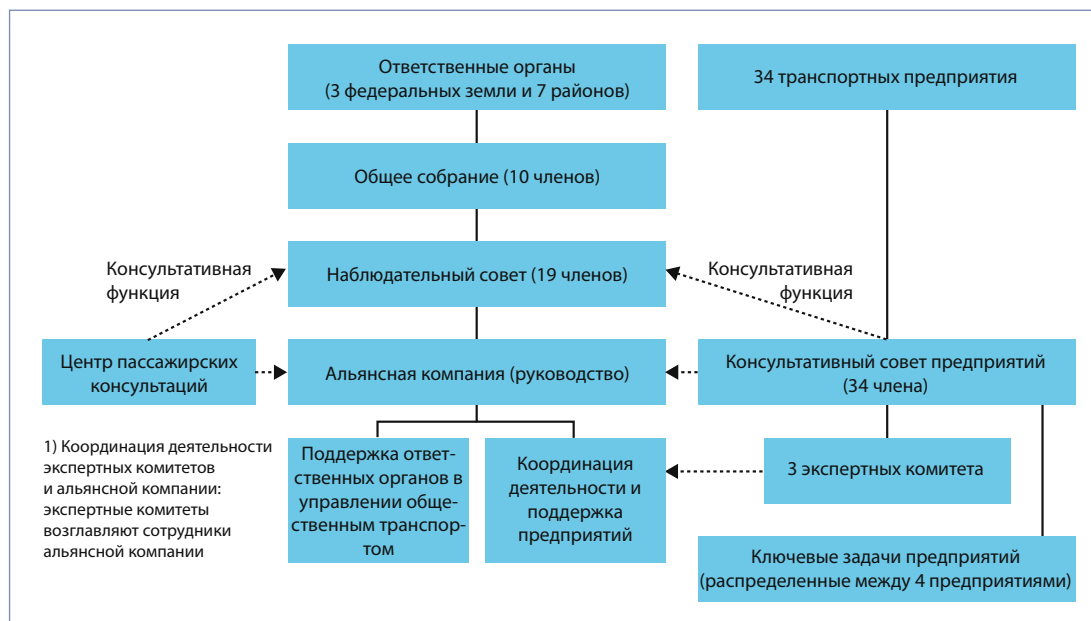 Ответственные органы
(3 федеральных земли и 7 районов)
34 транспортных предприятия
Общее собрание (10 членов)
Консультативная
функция
Наблюдательный совет (19 членов)
Консультативная
функция
Центр пассажирских
консультаций
Альянсная компания (руководство)
Консультативный совет предприятий
(34 члена)
1) Координация деятельности
экспертных комитетов
и альянсной компании:
экспертные комитеты
возглавляют сотрудники
альянсной компании
Поддержка ответ-
ственных органов в
управлении обще-
ственным транспор-
том
Координация
деятельности и
поддержка
предприятий
3 экспертных комитета
Ключевые задачи предприятий
(распределенные между 4 предприятиями)